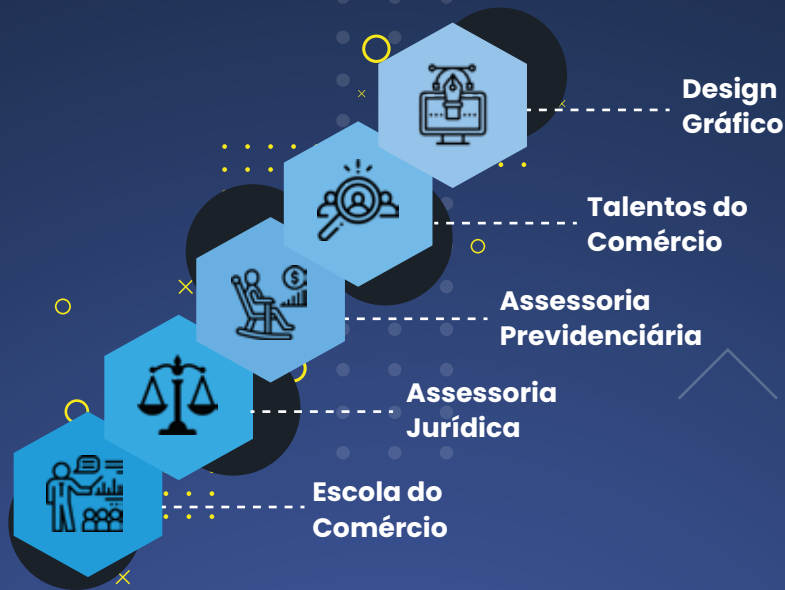 Design
Gráfico
Talentos do
Comércio
Assessoria
Previdenciária
Assessoria
Jurídica
Escola do
Comércio